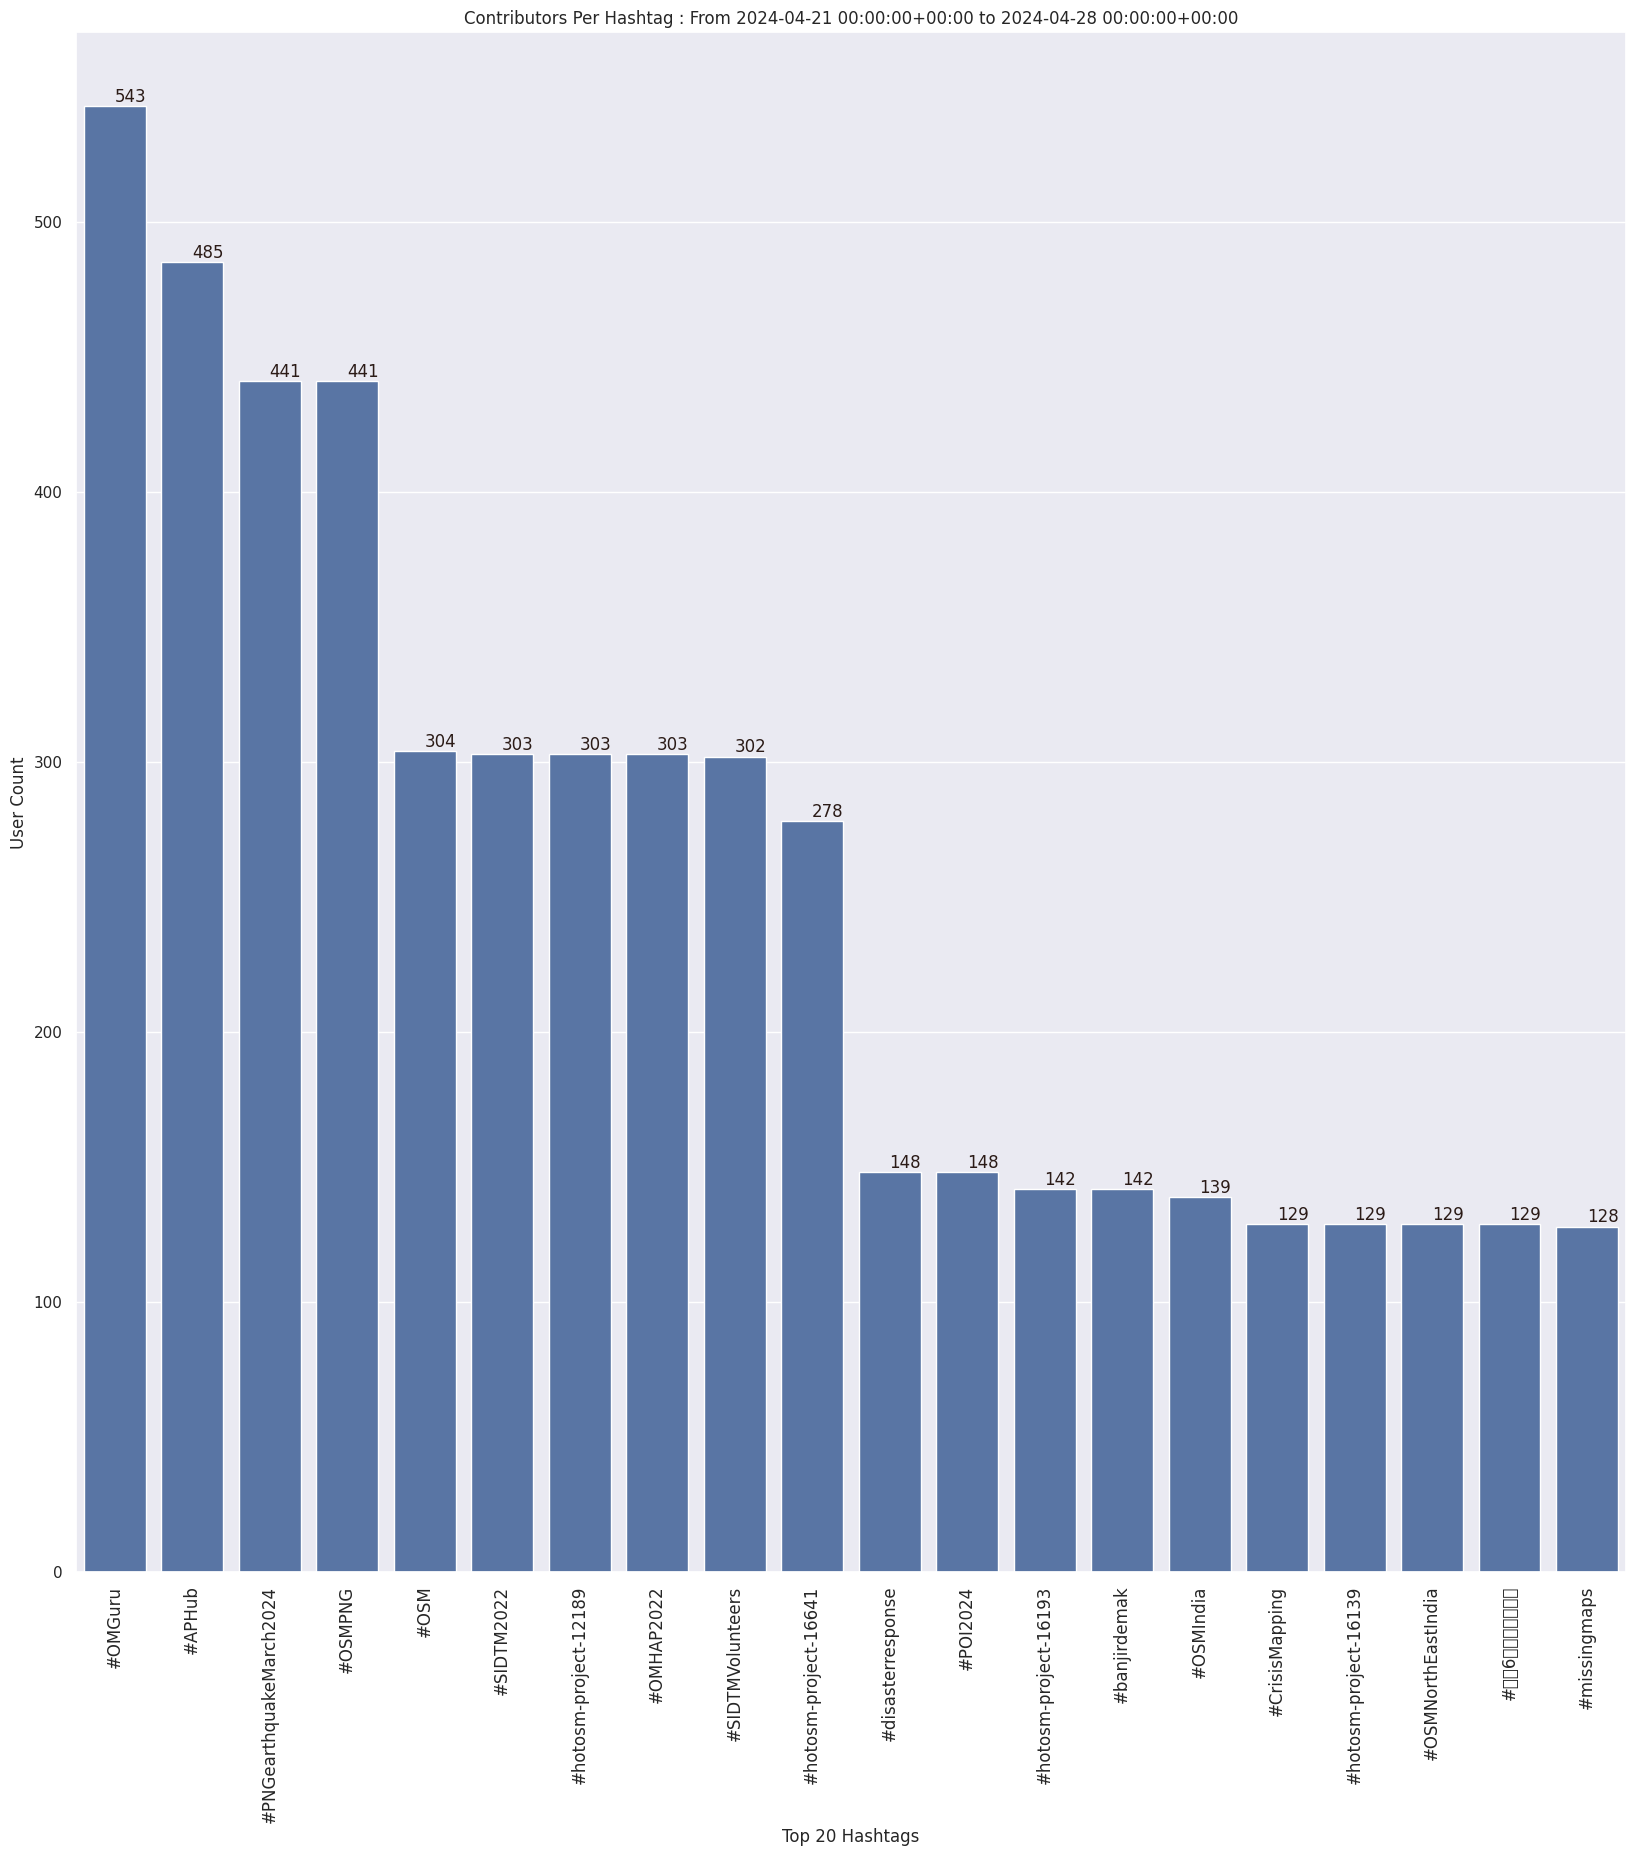 Contributors Per Hashtag : From 2024-04-21 00:00:00+00:00 to 2024-04-28 00:00:00+00:00
User Count
500
400
300
200
100
0
543
485
441
441
304
303
303
303
302
278
148
148
142
142
139
129
129
129
129
128
#OMGuru
#APHub
#PNGearthquakeMarch2024
#OSMPNG
#OSM
#SIDTM2022
#hotosm-project-12189
#OMHAP2022
#SIDTMVolunteers
#hotosm-project-16641
#disasterresponse
#POI2024
#hotosm-project-16193
#banjirdemak
#OSMIndia
#CrisisMapping
#hotosm-project-16139
#OSMNorthEastIndia
#missingmaps
Top 20 Hashtags